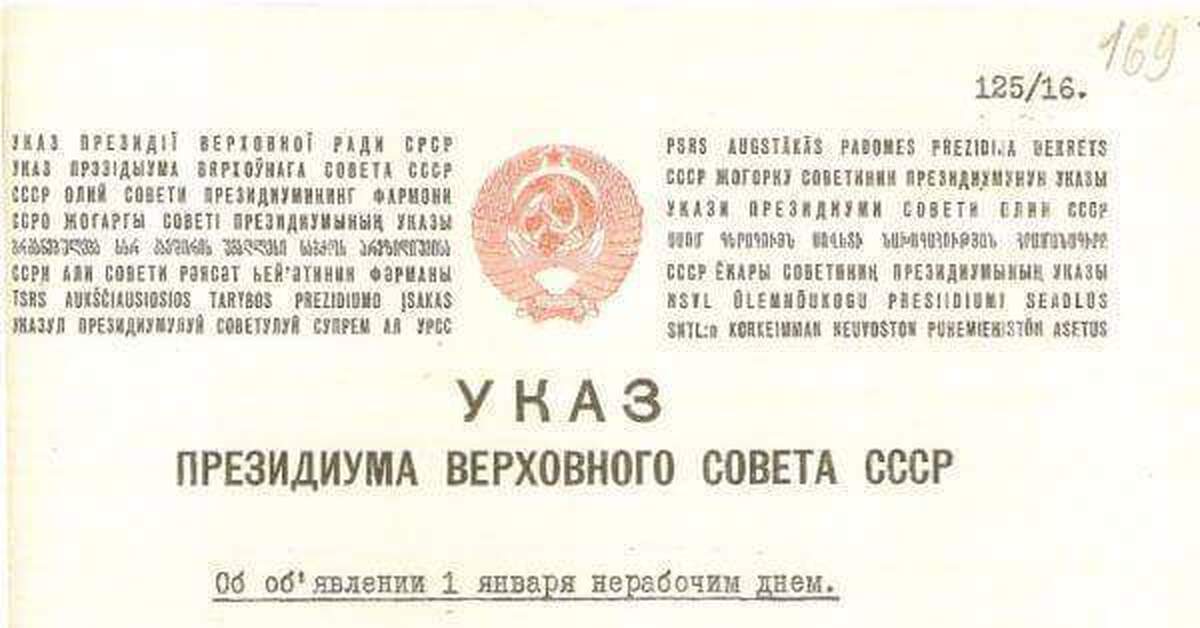 169
125/16.
УКАЗ ПРЕЗИДІЇ ВЕРХОВНОЇ РАДИ СРСР
УКАЗ ПРЭЗІДЫУМА ВЯРХОЎНАГА СОВЕТА СССР
СССР ОЛИЙ СОВЕТИ ПРЕЗИДИУМИНИНГ ФАРМОНИ
ССРО ЖОГАРГЫ СОВЕТІ ПРЕЗИДИУМЫНЫҢ УКАЗЫ
ССРИ АЛИ СОВЕТИ РӘЈАСӘТ ҺЕЈ'ӘТИНИН ФӘРМАНЫ
TSRS AUKŠČIAUSIOSIOS TARYBOS PREZIDIUMO ĮSAKAS
УКАЗУЛ ПРЕЗИДИУМУЛУЙ СОВЕТУЛУЙ СУПРЕМ АЛ УРСС
PSRS AUGSTĀKĀS PADOMES PREZIDIJA DEKRETS
СССР ЖОГОРКУ СОВЕТИНИН ПРЕЗИДИУМУНУН УКАЗЫ
УКАЗИ ПРЕЗИДИУМИ СОВЕТИ ОЛИИ СССР
СССР ЁКАРЫ СОВЕТИНИҢ ПРЕЗИДИУМЫНЫҢ УКАЗЫ
NSVL ÜLEMNÕUKOGU PRESIIDIUMI SEADLUS
SNTL:n KORKEIMMAN NEUVOSTON PUHEMIEHISTÖN ASETUS
УКАЗ
ПРЕЗИДИУМА ВЕРХОВНОГО СОВЕТА СССР
Об об'явлении 1 января нерабочим днем.